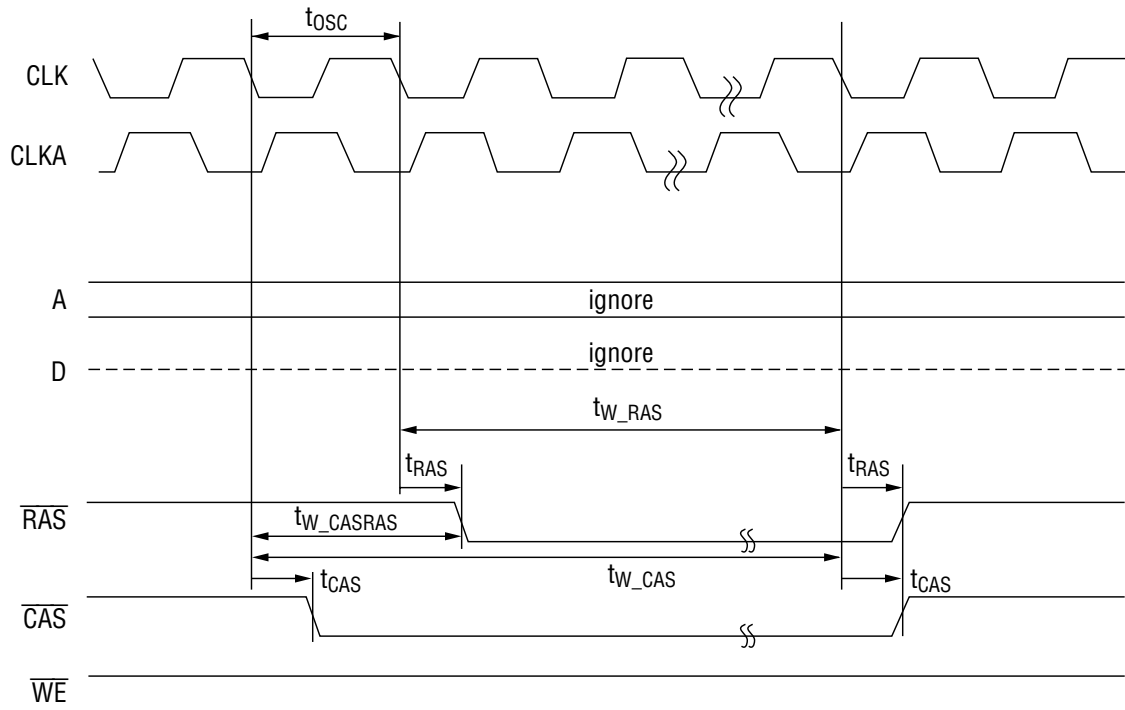 tOSC
CLK
CLKA
A
ignore
D
ignore
tW_RAS
tRAS
tRAS
RAS
tW_CASRAS
tW_CAS
tCAS
tCAS
CAS
WE